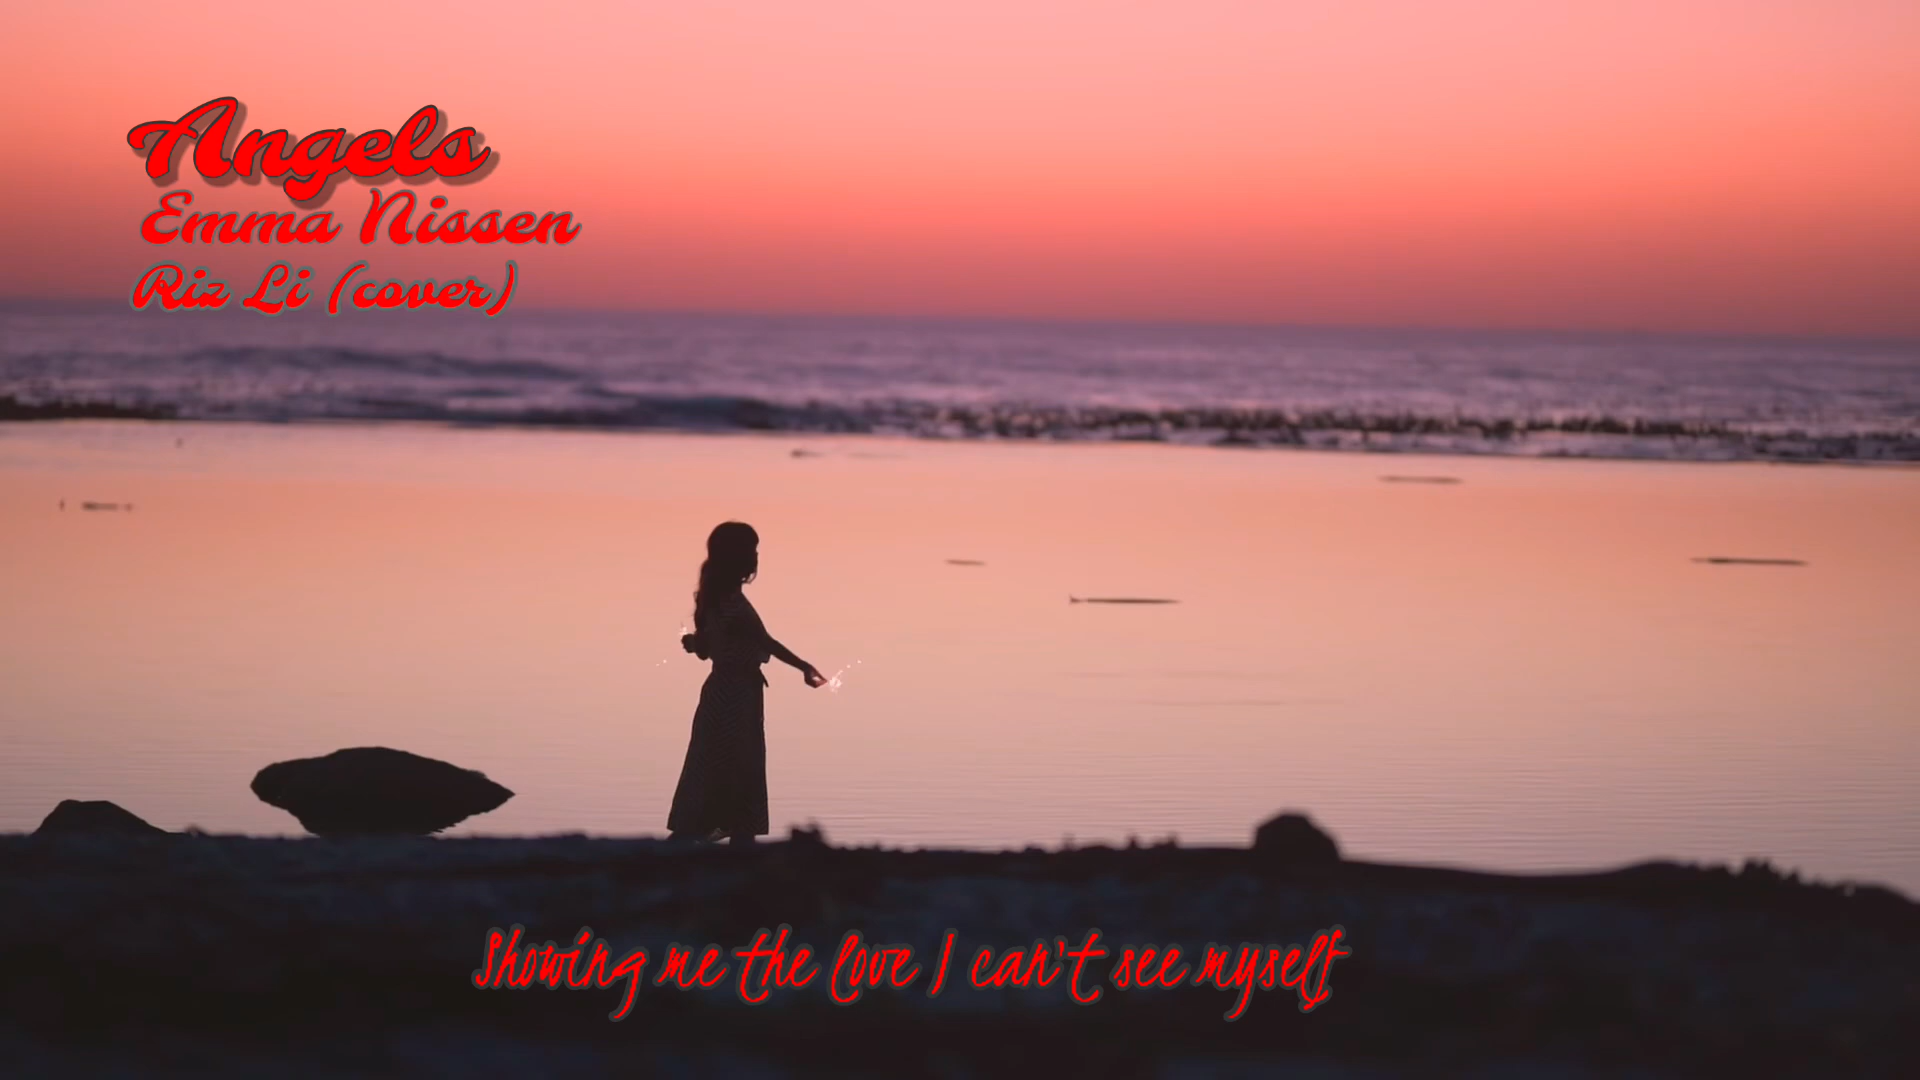 Angels
Emma Nissen
Riz Li (cover)
Showing me the love I can't see myself